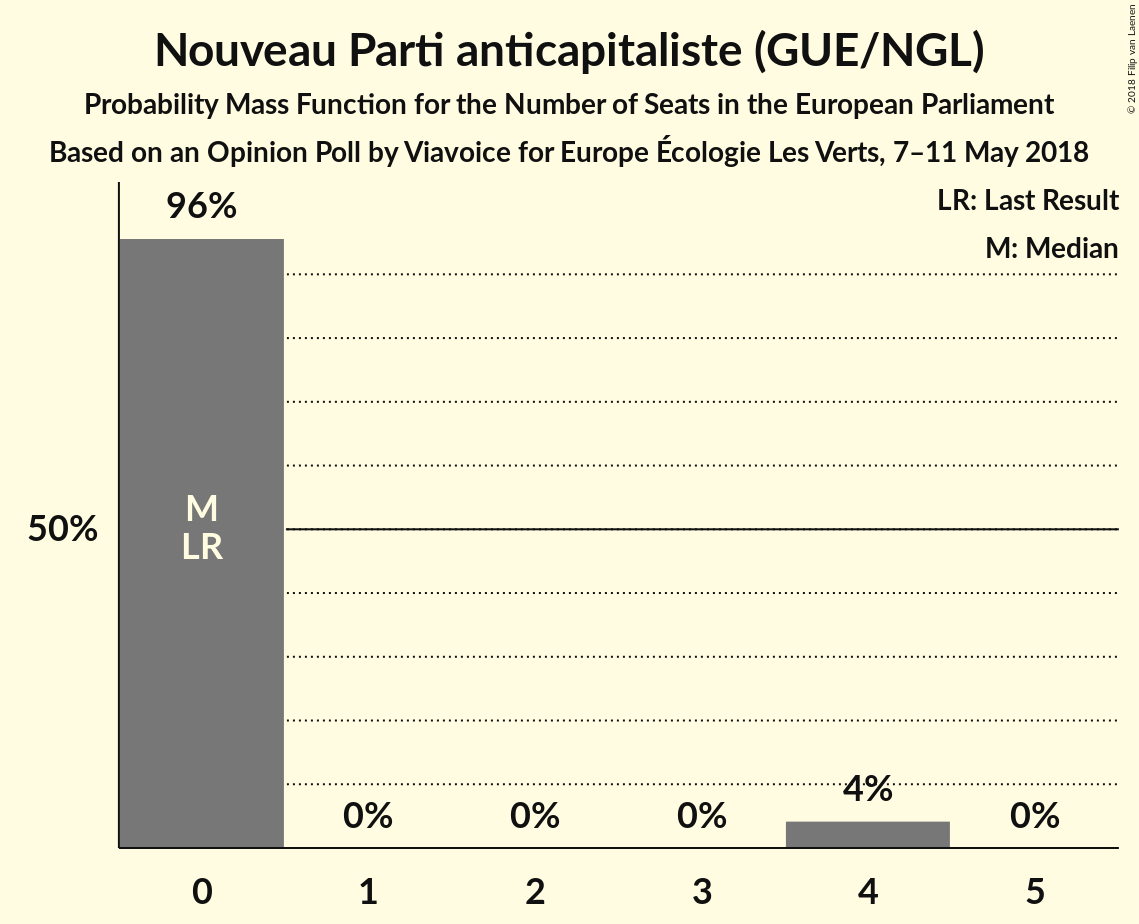 Nouveau Parti anticapitaliste (GUE/NGL)
Probability Mass Function for the Number of Seats in the European Parliament
Based on an Opinion Poll by Viavoice for Europe Écologie Les Verts, 7–11 May 2018
© 2018 Filip van Laenen
LR: Last Result
M: Median
96%
M
LR
50%
0%
0%
0%
4%
0%
0
1
2
3
4
5